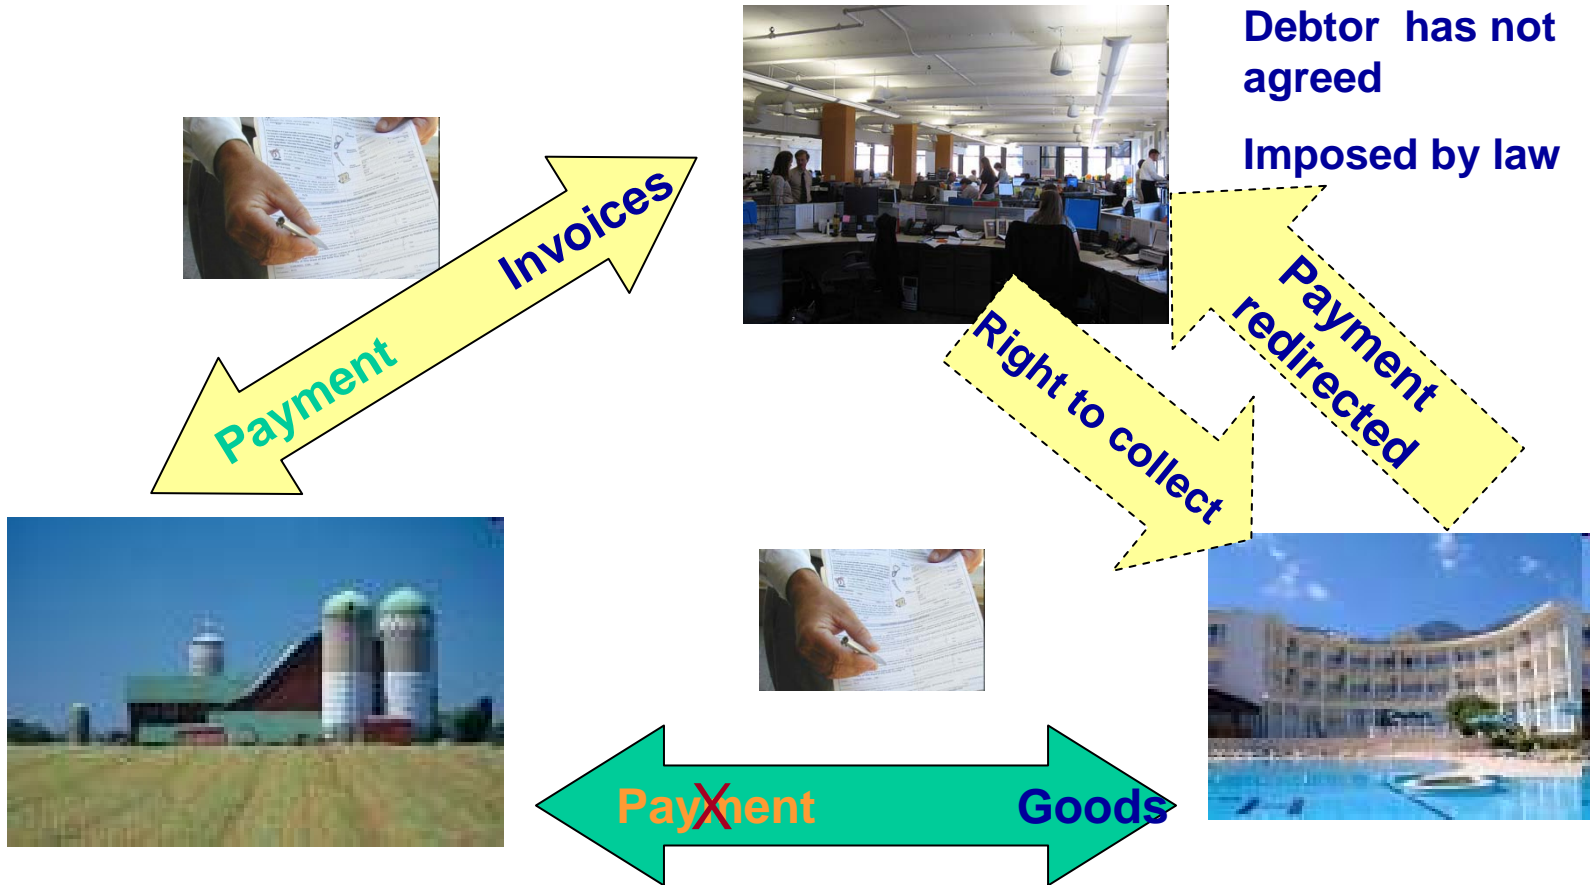 Debtor has not
agreed
Imposed by law
Invoices
Payment
Payment
redirected
Right to collect
Payment
X
Goods